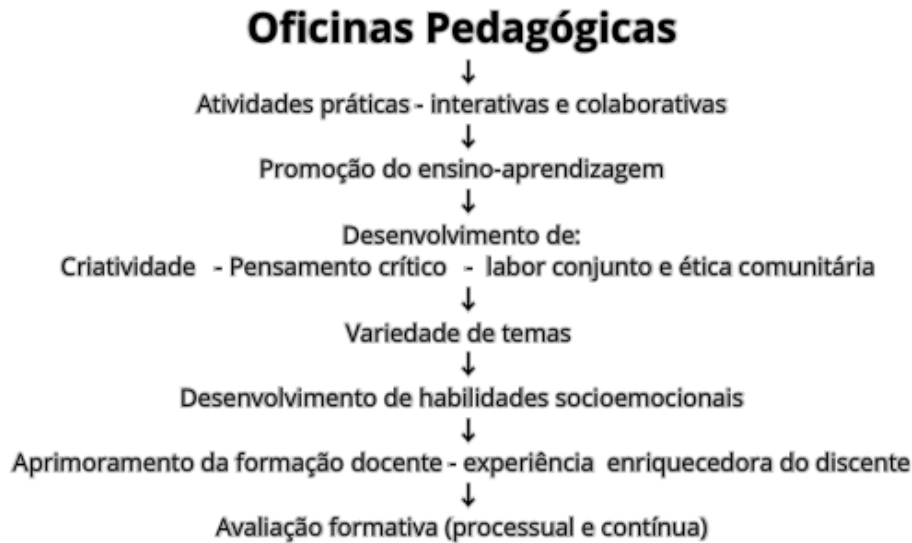 Oficinas Pedagógicas
↓
Atividades práticas - interativas e colaborativas
↓
Promoção do ensino-aprendizagem
↓
Desenvolvimento de:
Criatividade - Pensamento crítico - labor conjunto e ética comunitária
↓
Variedade de temas
↓
Desenvolvimento de habilidades socioemocionais
↓
Aprimoramento da formação docente - experiência enriquecedora do discente
↓
Avaliação formativa (processual e contínua)